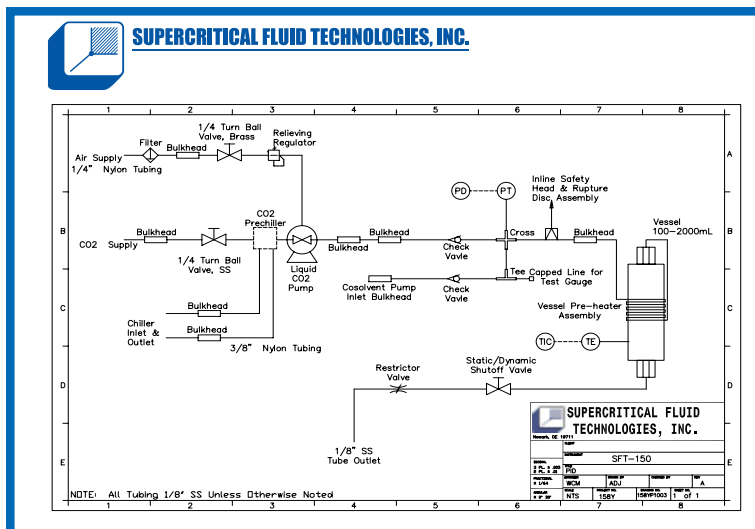 SUPERCRITICAL FLUID TECHNOLOGIES, INC.
1 2 3 4 5 6 7 8
A
B
C
D
E
Air Supply
1/4" Nylon Tubing
Filter
Bulkhead
1/4 Turn Ball
Valve, Brass
Relieving
Regulator
CO2 Supply
Bulkhead
1/4 Turn Ball
Valve, SS
CO2
Prechiller
Liquid
CO2
Pump
Bulkhead
Bulkhead
Check
Vavle
PD
PT
Cross
Inline Safety
Head & Rupture
Disc Assembly
Bulkhead
Vessel
100-2000mL
Cosolvent Pump
Inlet Bulkhead
Check
Vavle
Tee
Capped Line for
Test Gauge
Bulkhead
Chiller
Inlet &
Outlet
Bulkhead
3/8" Nylon Tubing
Vessel Pre-heater
Assembly
TIC
TE
Restrictor
Valve
Static/Dynamic
Shutoff Vavle
1/8" SS
Tube Outlet
NOTE: All Tubing 1/8" SS Unless Otherwise Noted
A
B
C
D
E
1 2 3 4 5 6 7 8
SUPERCRITICAL FLUID
TECHNOLOGIES, INC.
Newark, DE 19711
SFT-150
PID
WCM
ADJ
A
NTS
158Y
158YP1003
1 of 1